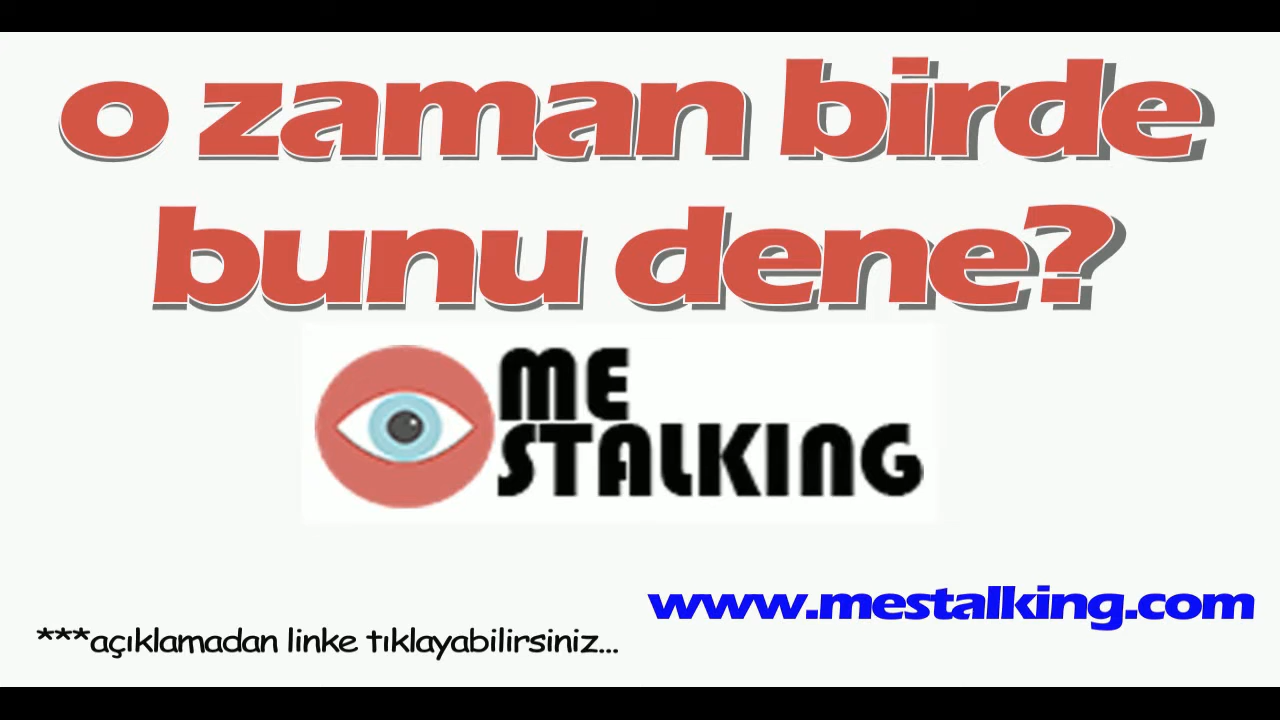 o zaman birde
bunu dene?
ME
STALKING
www.mestalking.com
***açıklamadan linke tıklayabilirsiniz...